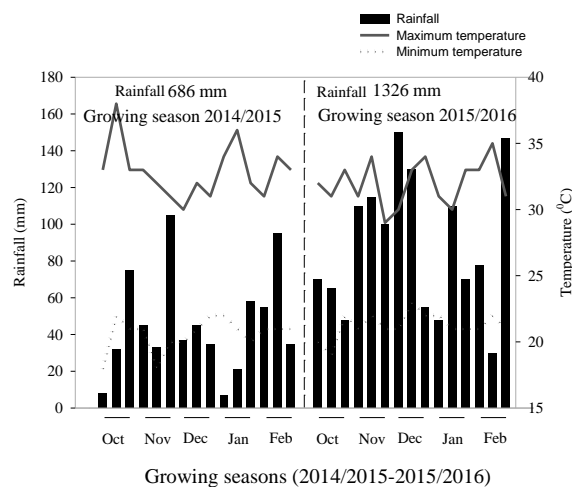 Rainfall
Maximum temperature
Minimum temperature
180
160
140
120
100
80
60
40
20
0
Rainfall (mm)
40
35
30
25
20
15
Temperature (⁰C)
Rainfall 686 mm
Growing season 2014/2015
Rainfall 1326 mm
Growing season 2015/2016
Oct Nov Dec Jan Feb Oct Nov Dec Jan Feb
Growing seasons (2014/2015-2015/2016)